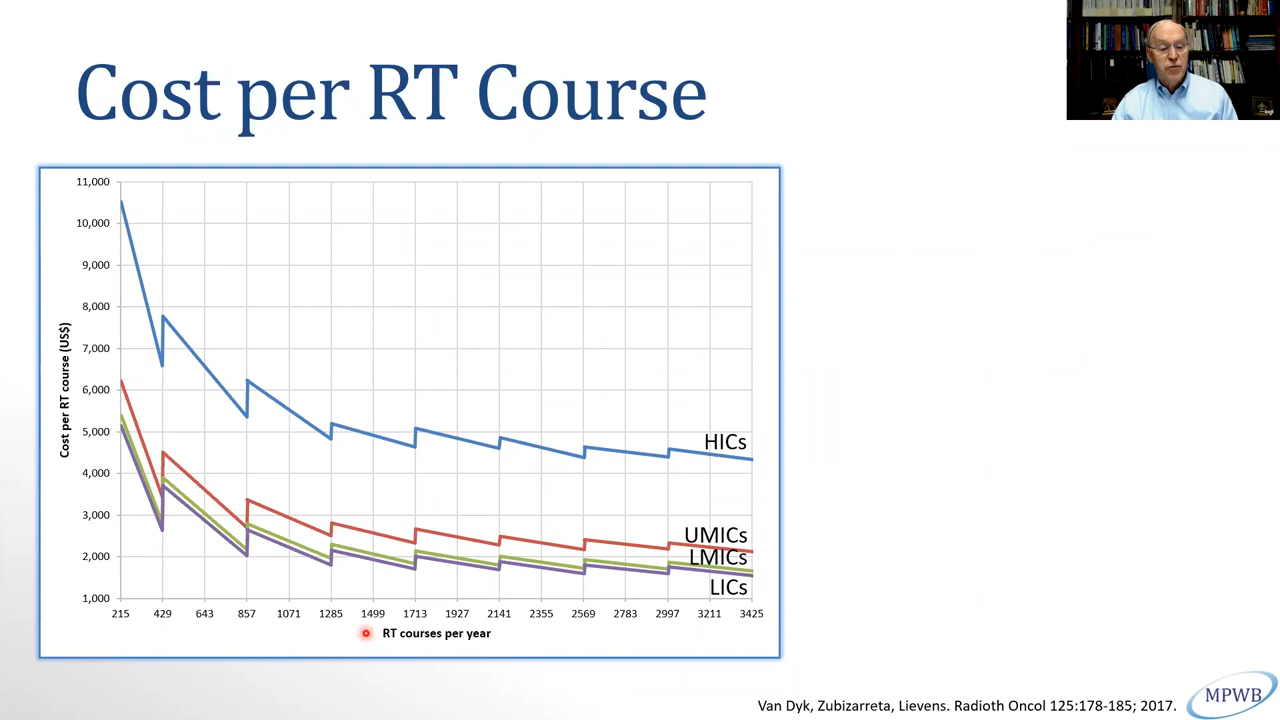 Cost per RT Course
11,000
10,000
9,000
8,000
7,000
6,000
5,000
4,000
3,000
2,000
1,000
Cost per RT course (US$)
HICs
UMICs
LMICs
LICs
215 429 643 857 1071 1285 1499 1713 1927 2141 2355 2569 2783 2997 3211 3425
RT courses per year
Van Dyk, Zubizarreta, Lievens. Radioth Oncol 125:178-185; 2017.
MPWB